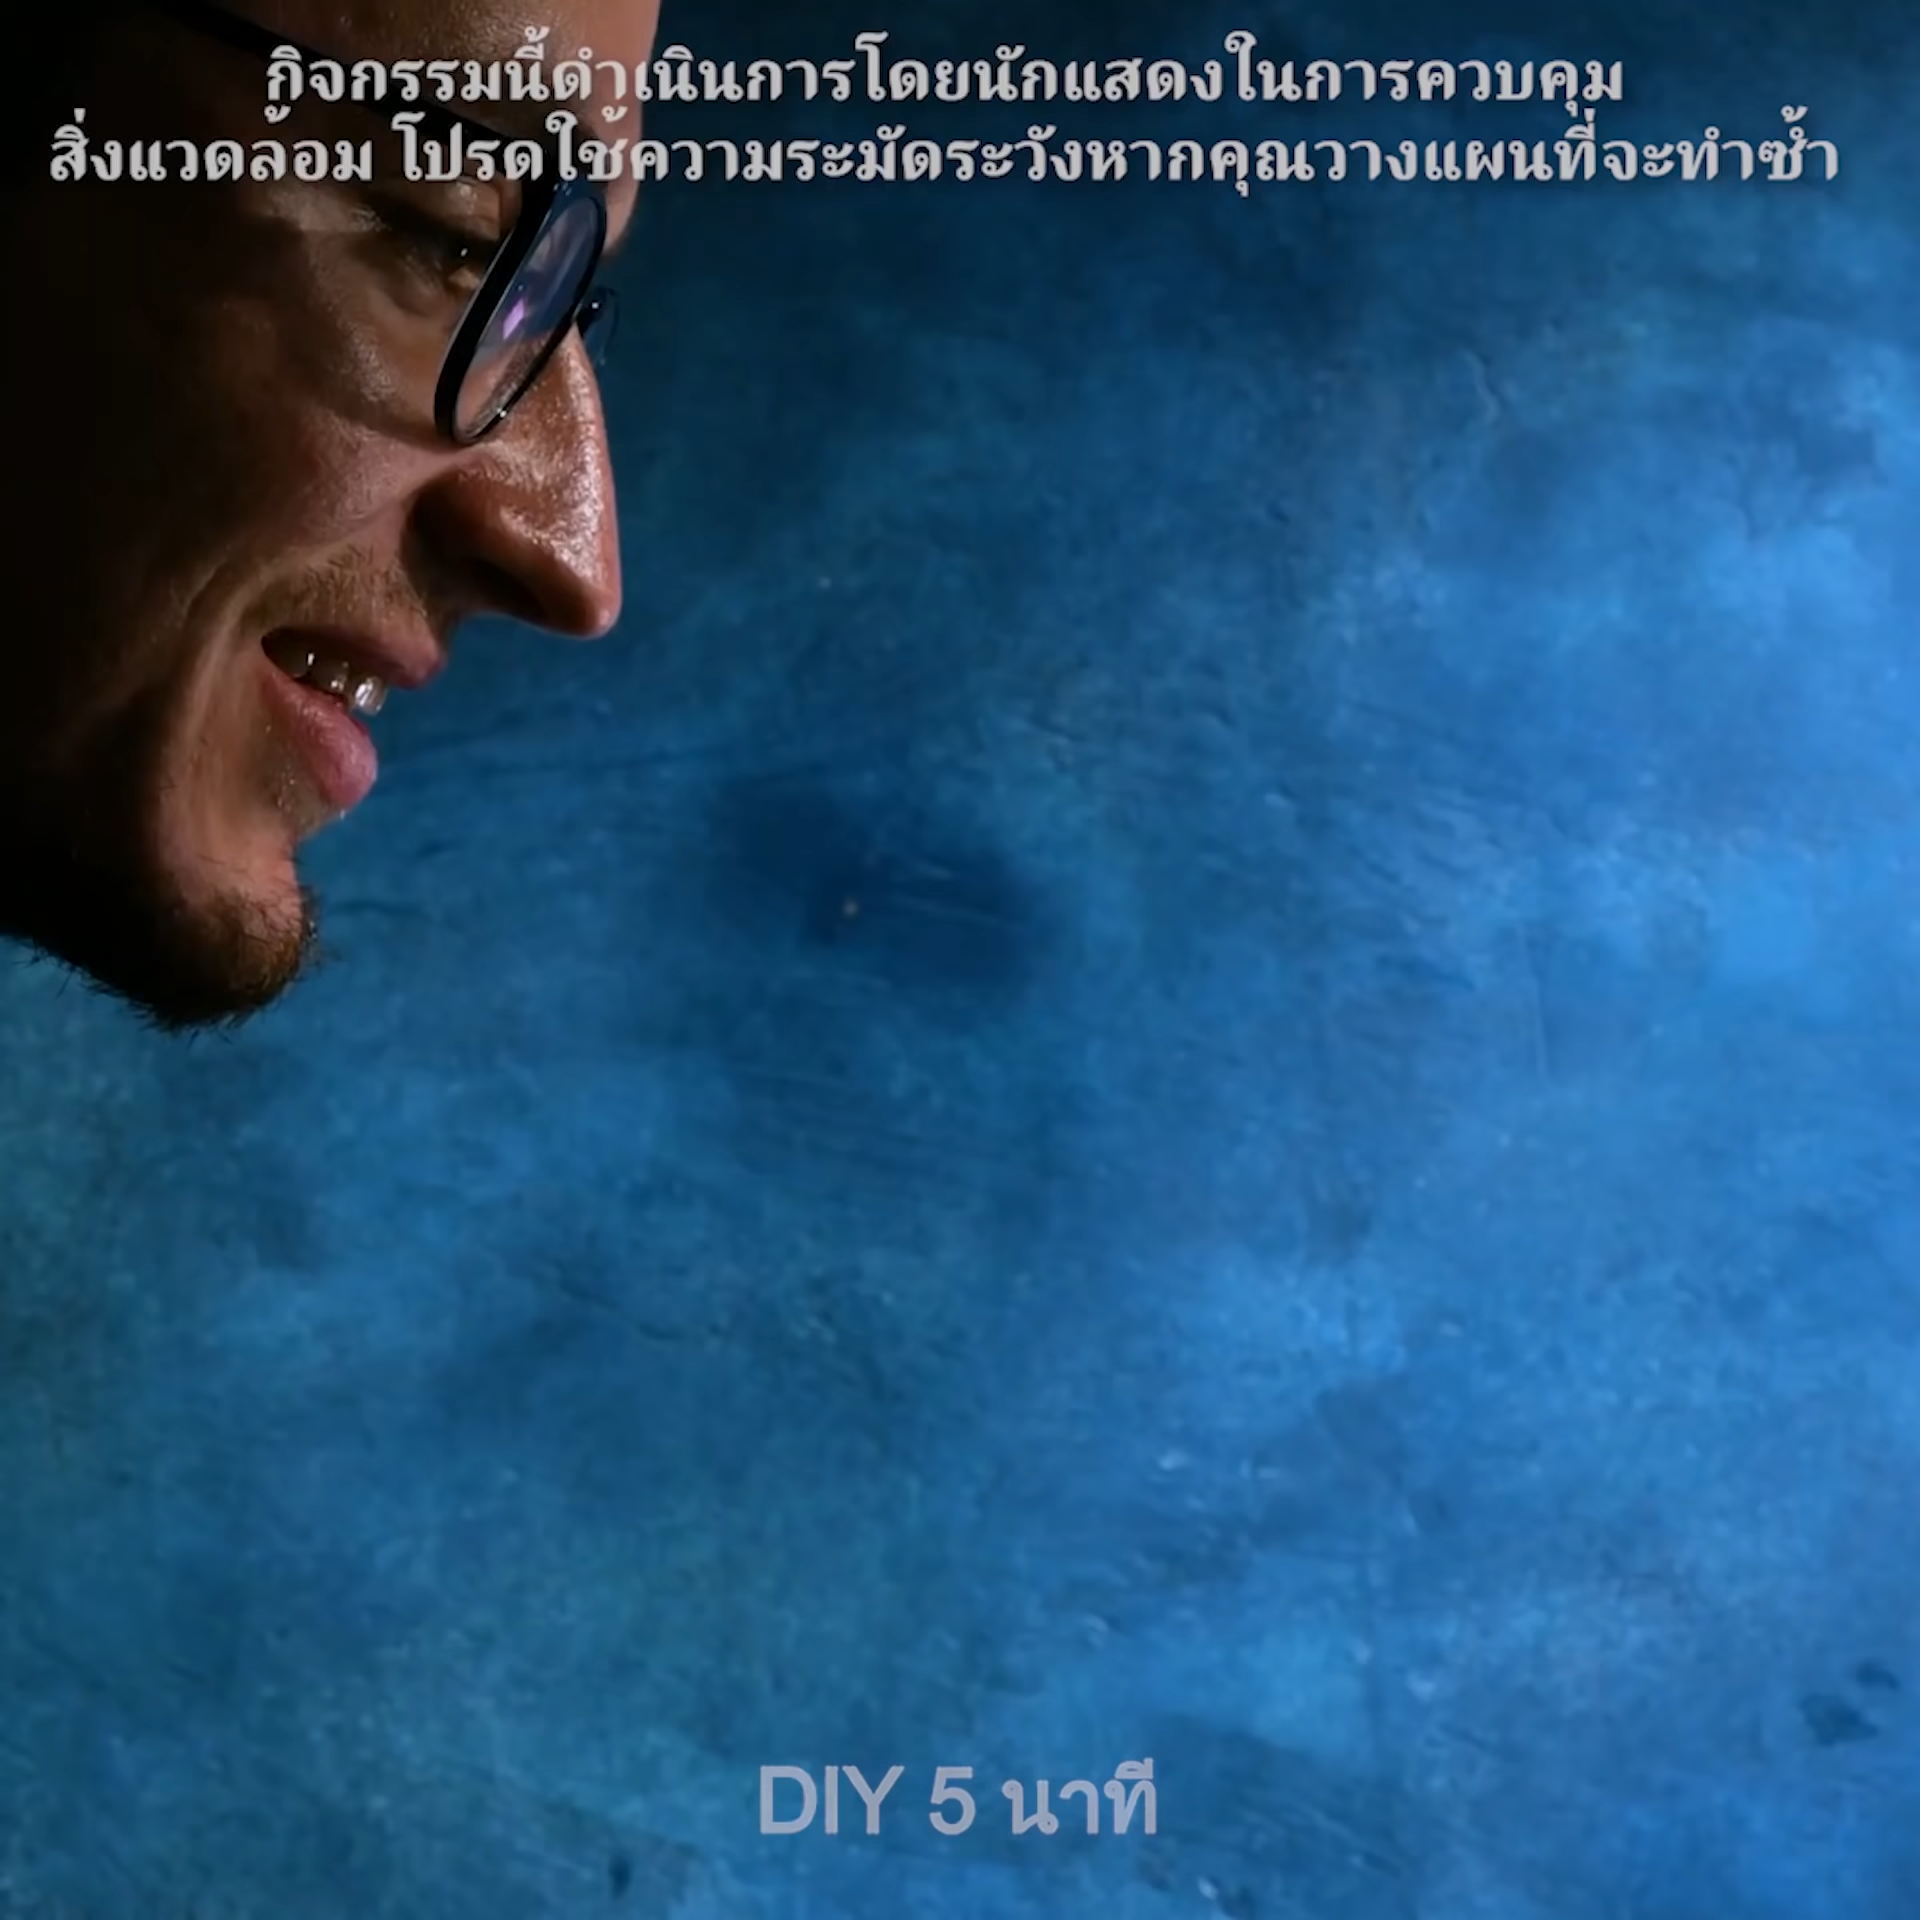 กิจกรรมนี้ดำเนินการโดยนักแสดงในการควบคุม
สิ่งแวดล้อม โปรดใช้ความระมัดระวังหากคุณวางแผนที่จะทำซ้ำ
DIY 5 นาที